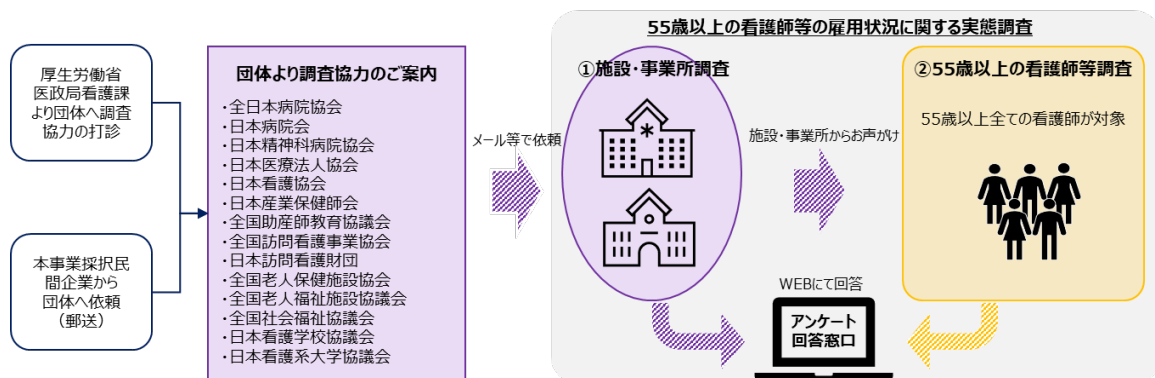 厚生労働省
医政局看護課
より団体へ調査
協力の打診
本事業採択民
間企業から
団体へ依頼
（郵送）
団体より調査協力のご案内
・全日本病院協会
・日本病院会
・日本精神科病院協会
・日本医療法人協会
・日本看護協会
・日本産業保健師会
・全国助産師教育協議会
・全国訪問看護事業協会
・日本訪問看護財団
・全国老人保健施設協会
・全国老人福祉施設協議会
・全国社会福祉協議会
・日本看護学校協議会
・日本看護系大学協議会
メール等で依頼
55歳以上の看護師等の雇用状況に関する実態調査
①施設・事業所調査
施設・事業所からお声がけ
②55歳以上の看護師等調査
55歳以上全ての看護師が対象
WEBにて回答
アンケート
回答窓口